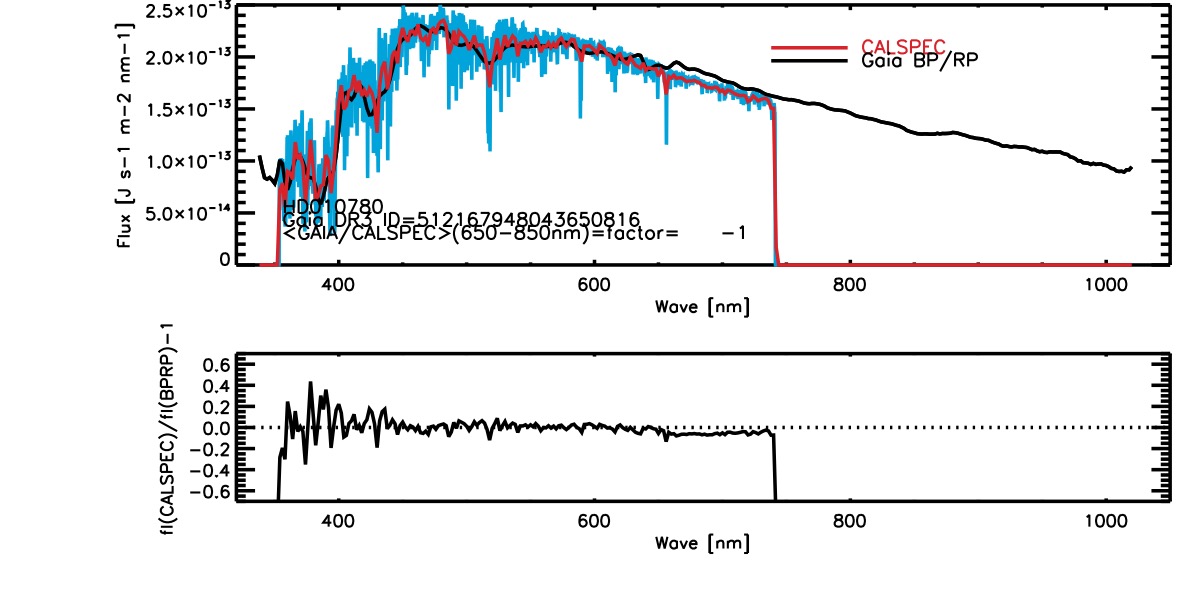 2.5×10−13
2.0×10−13
1.5×10−13
1.0×10−13
5.0×10−14
0
Flux [J s−1 m−2 nm−1]
CALSPEC
Gaia BP/RP
HD010780
Gaia DR3 ID=512167948043650816
<GAIA/CALSPEC>(650−850nm)=factor= −1
400 600 800 1000
Wave [nm]
0.6
0.4
0.2
0.0
−0.2
−0.4
−0.6
fl(CALSPEC)/fl(BPRP)−1
400 600 800 1000
Wave [nm]